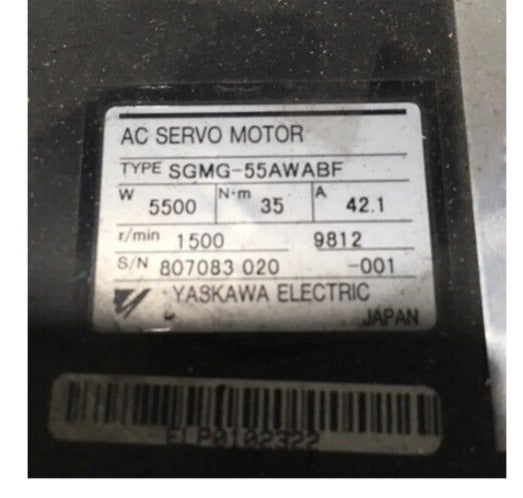 AC SERVO MOTOR
TYPE SGMG-55AWABF
W 5500 N·m 35 A 42.1
r/min 1500 9812
S/N 807083 020 -001
YASKAWA ELECTRIC
JAPAN